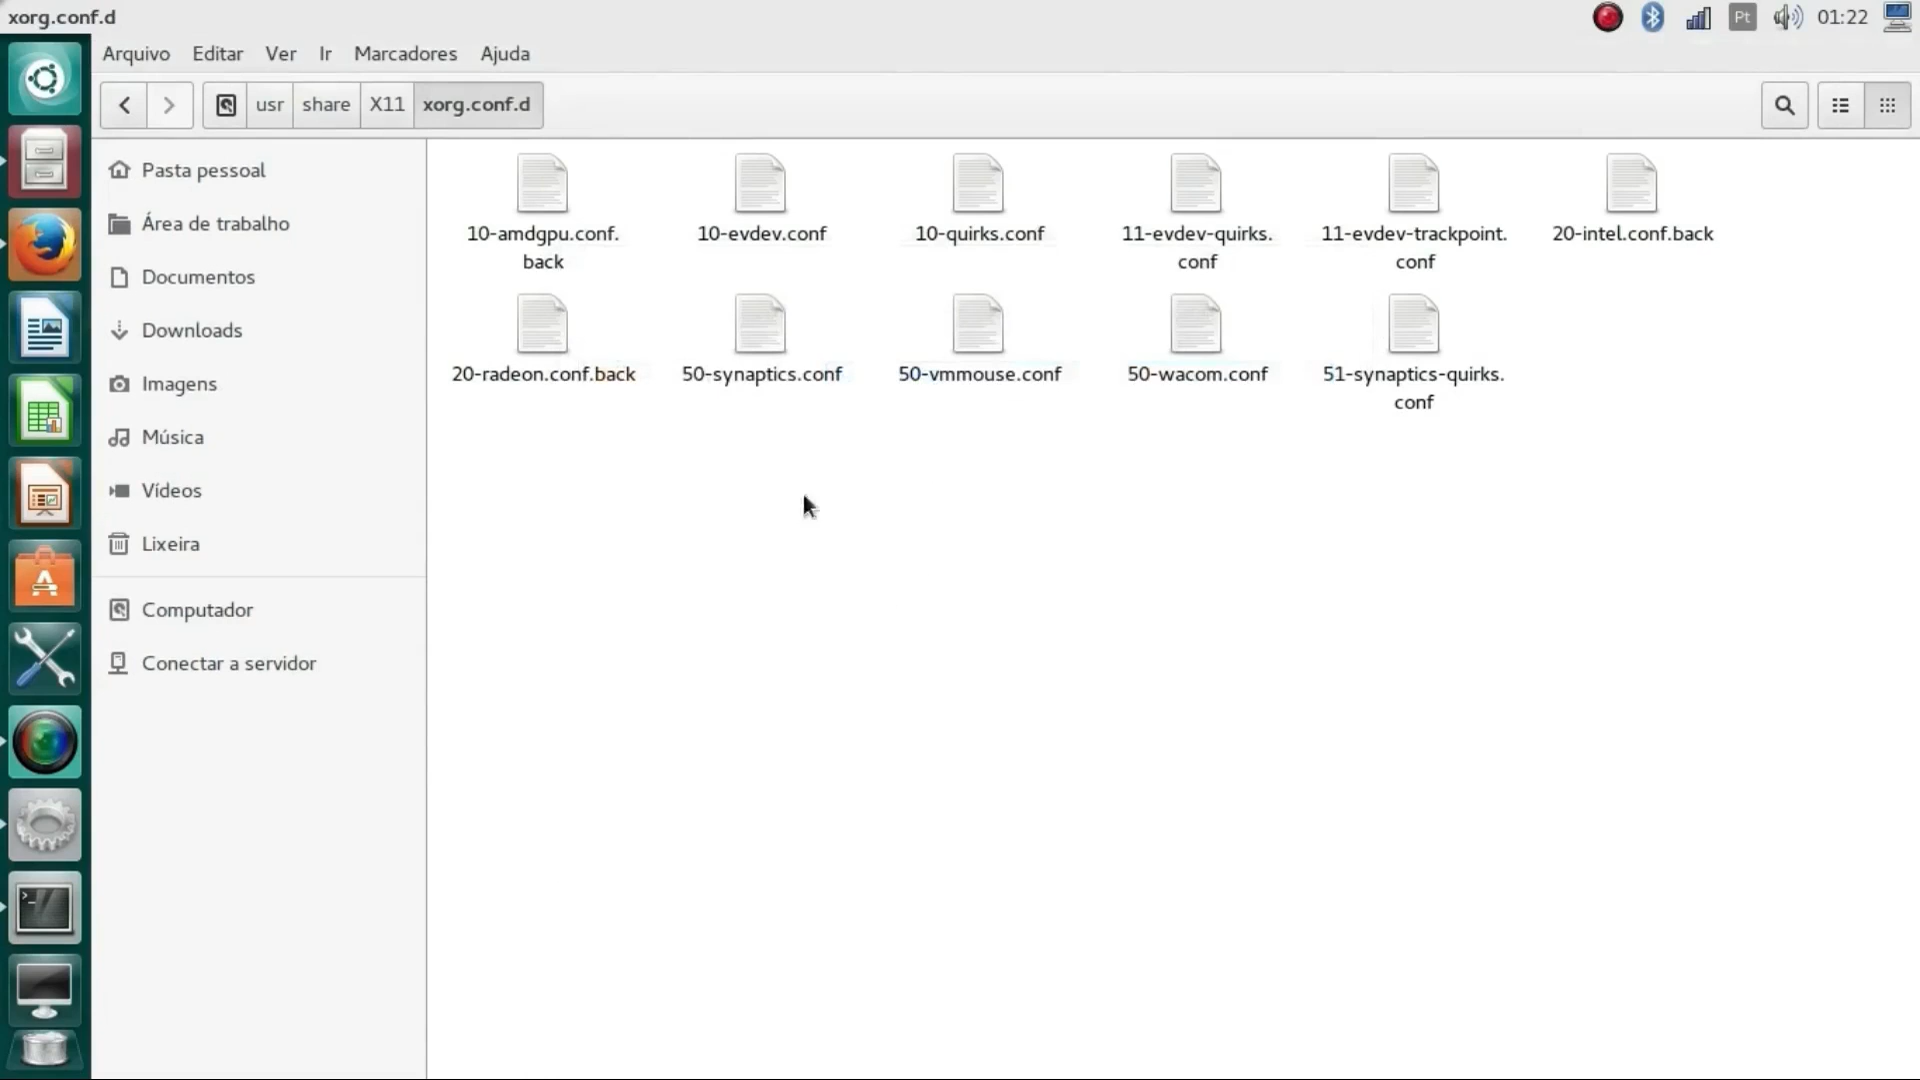 xorg.conf.d
Pt
01:22
Arquivo Editar Ver Ir Marcadores Ajuda
usr share X11 xorg.conf.d
Pasta pessoal
Área de trabalho
Documentos
Downloads
Imagens
Música
Vídeos
Lixeira
Computador
Conectar a servidor
10-amdgpu.conf.
back
10-evdev.conf
10-quirks.conf
11-evdev-quirks.
conf
11-evdev-trackpoint.
conf
20-intel.conf.back
20-radeon.conf.back
50-synaptics.conf
50-vmmouse.conf
50-wacom.conf
51-synaptics-quirks.
conf